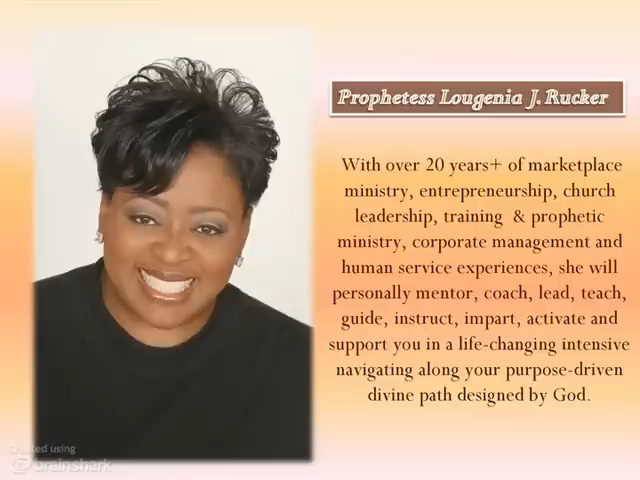 Prophetess Lougenia J. Rucker
With over 20 years+ of marketplace
ministry, entrepreneurship, church
leadership, training & prophetic
ministry, corporate management and
human service experiences, she will
personally mentor, coach, lead, teach,
guide, instruct, impart, activate and
support you in a life-changing intensive
navigating along your purpose-driven
divine path designed by God.
Created using
brainshark